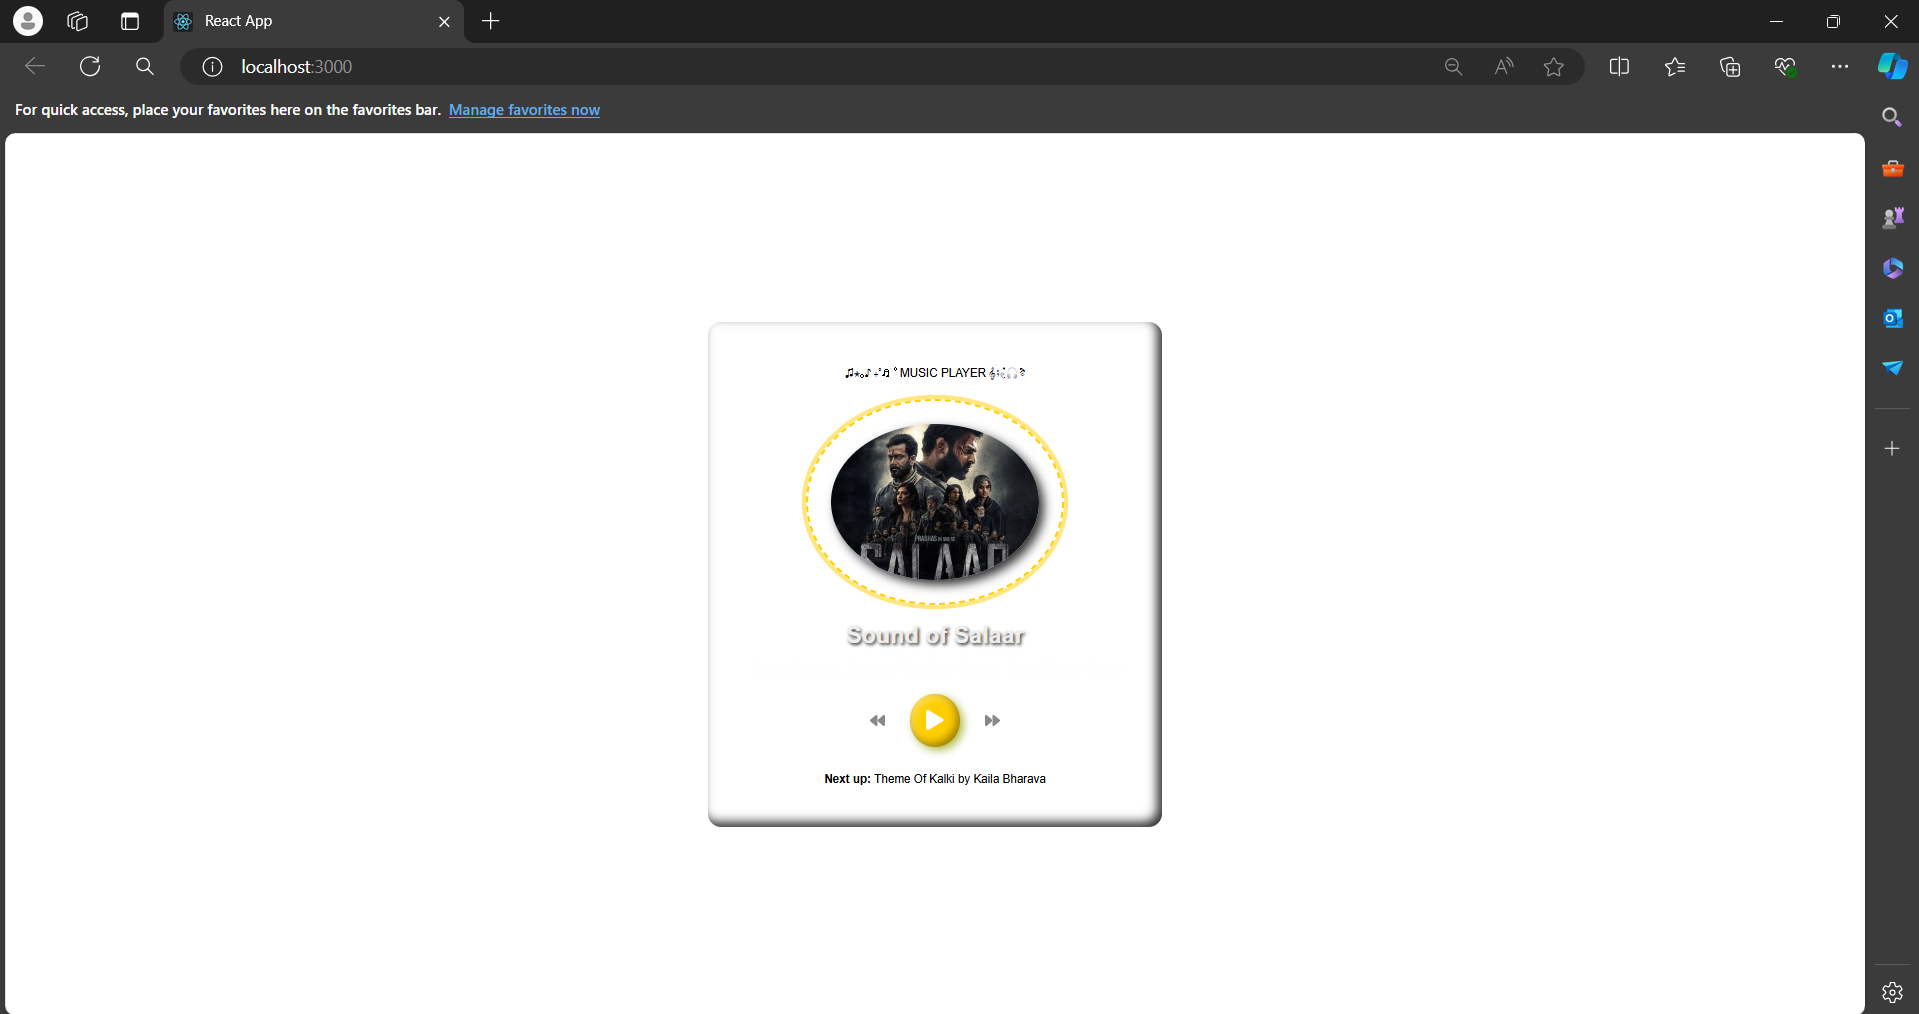 React App
localhost:3000
For quick access, place your favorites here on the favorites bar. Manage favorites now
MUSIC PLAYER
PRABHAS
SALAAR
Sound of Salaar
Next up: Theme Of Kalki by Kaila Bharava